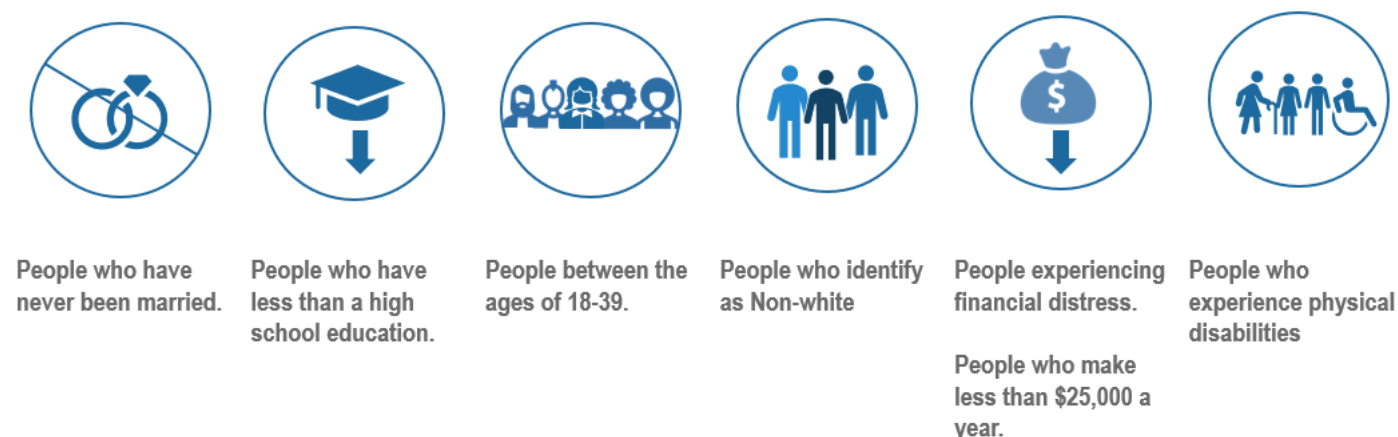 $
People who have
never been married.
People who have
less than a high
school education.
People between the
ages of 18-39.
People who identify
as Non-white
People experiencing
financial distress.
People who make
less than $25,000 a
year.
People who
experience physical
disabilities